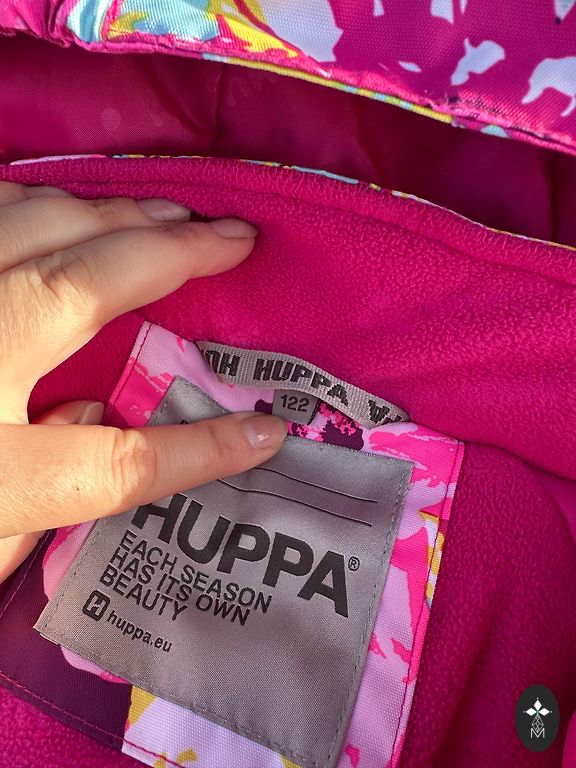 HUPPA
122
HUPPA®
EACH SEASON
HAS ITS OWN
BEAUTY
H huppa.eu
M